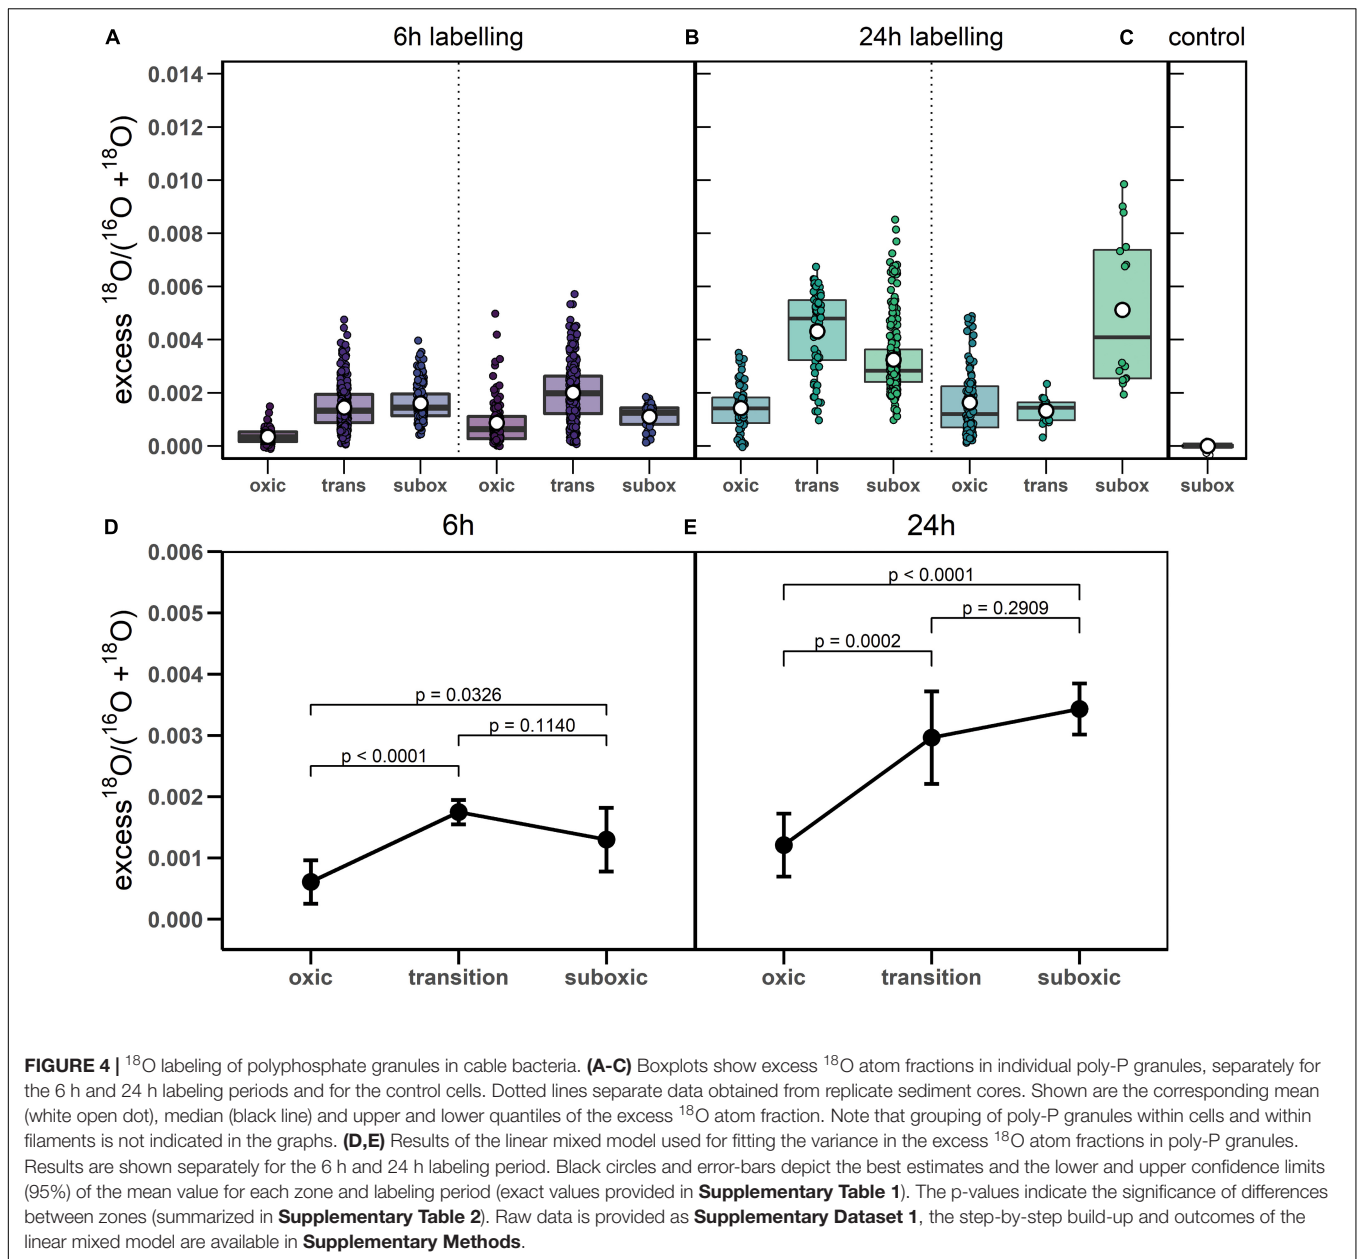 A 6h labelling B 24h labelling C control
excess ¹⁸O/(¹⁶O + ¹⁸O)
0.014
0.012
0.010
0.008
0.006
0.004
0.002
0.000
oxic trans subox oxic trans subox oxic trans subox oxic trans subox subox
D 6h E 24h
excess¹⁸O/(¹⁶O + ¹⁸O)
0.006
0.005
0.004
0.003
0.002
0.001
0.000
p = 0.0326
p = 0.1140
p < 0.0001
p < 0.0001
p = 0.2909
p = 0.0002
oxic transition suboxic oxic transition suboxic
FIGURE 4 | ¹⁸O labeling of polyphosphate granules in cable bacteria. (A-C) Boxplots show excess ¹⁸O atom fractions in individual poly-P granules, separately for
the 6 h and 24 h labeling periods and for the control cells. Dotted lines separate data obtained from replicate sediment cores. Shown are the corresponding mean
(white open dot), median (black line) and upper and lower quantiles of the excess ¹⁸O atom fraction. Note that grouping of poly-P granules within cells and within
filaments is not indicated in the graphs. (D,E) Results of the linear mixed model used for fitting the variance in the excess ¹⁸O atom fractions in poly-P granules.
Results are shown separately for the 6 h and 24 h labeling period. Black circles and error-bars depict the best estimates and the lower and upper confidence limits
(95%) of the mean value for each zone and labeling period (exact values provided in Supplementary Table 1). The p-values indicate the significance of differences
between zones (summarized in Supplementary Table 2). Raw data is provided as Supplementary Dataset 1, the step-by-step build-up and outcomes of the
linear mixed model are available in Supplementary Methods.